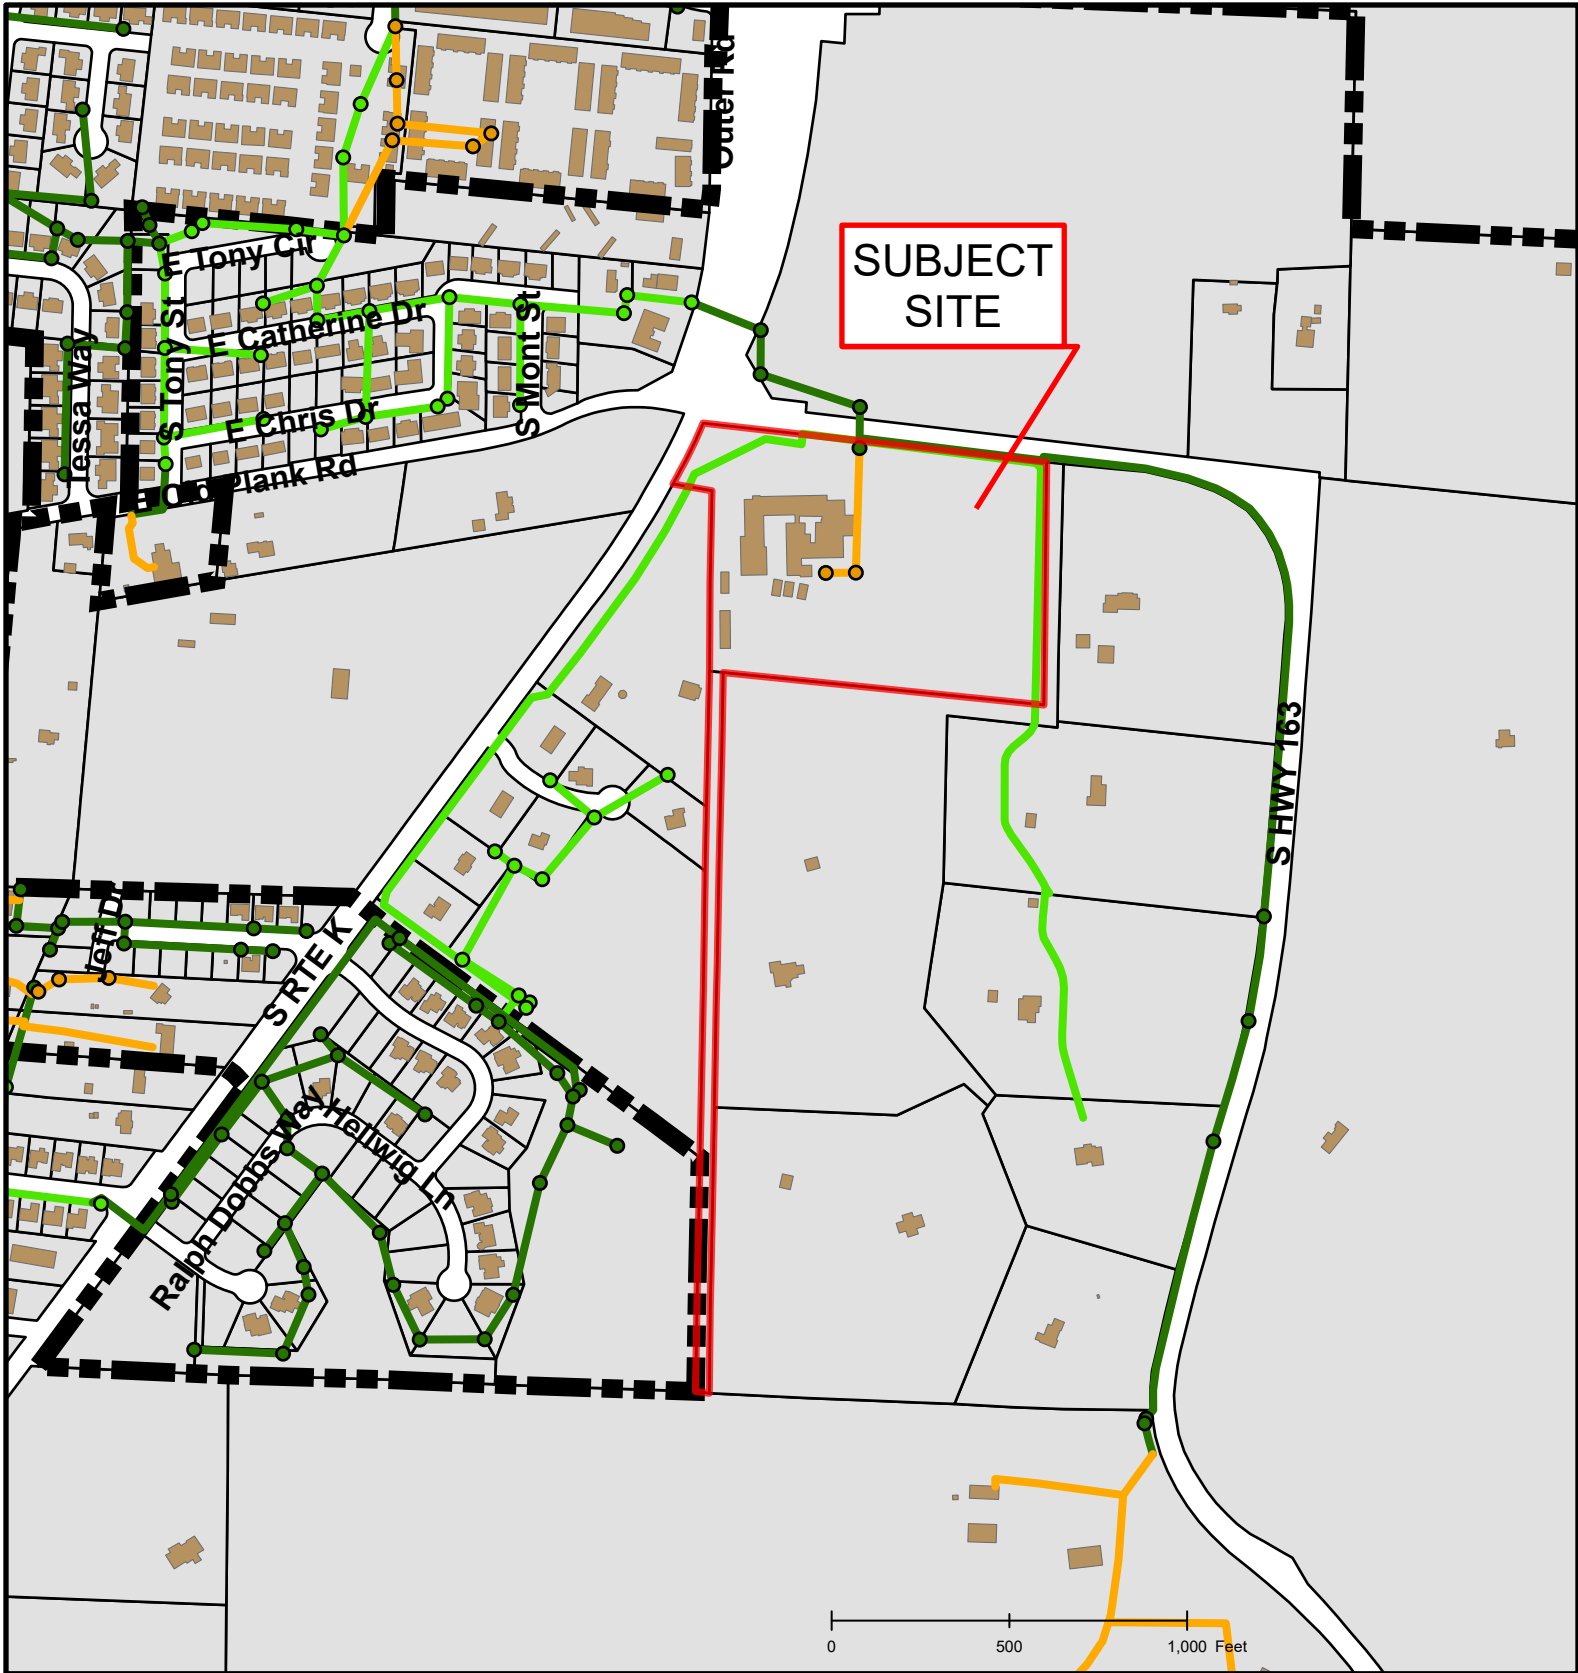 Outer Rd
SUBJECT
SITE
E Tony Cir
S Tony St
E Catherine Dr
S Mont St
Tessa Way
E Chris Dr
E Old Plank Rd
S HWY 163
Jeff Dr
S RTE K
Ralph Dobbs Way
Hellwig Ln
0 500 1,000 Feet